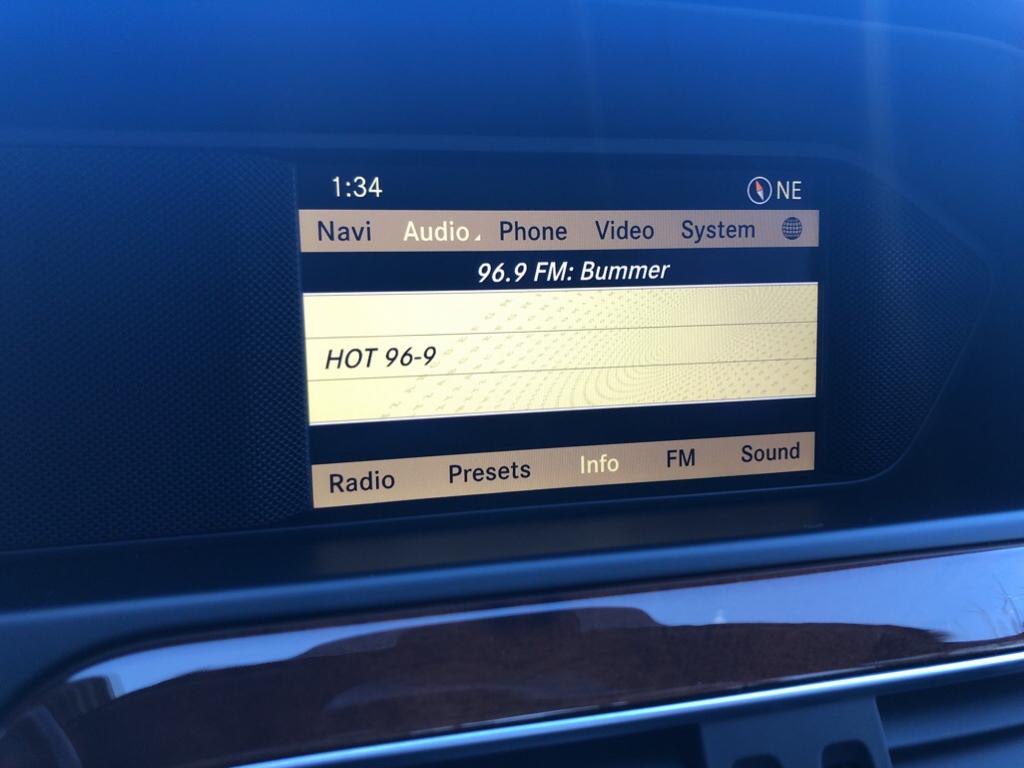 1:34 NE
Navi Audio Phone Video System
96.9 FM: Bummer
HOT 96-9
Radio Presets Info FM Sound